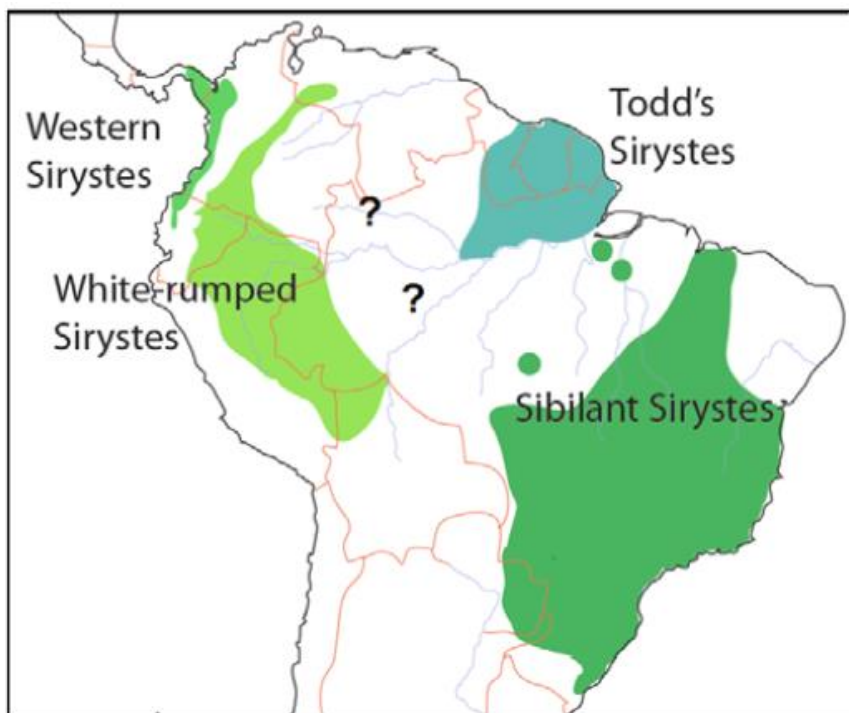 Western
Sirystes
Todd's
Sirystes
?
White-rumped
Sirystes
?
Sibilant Sirystes